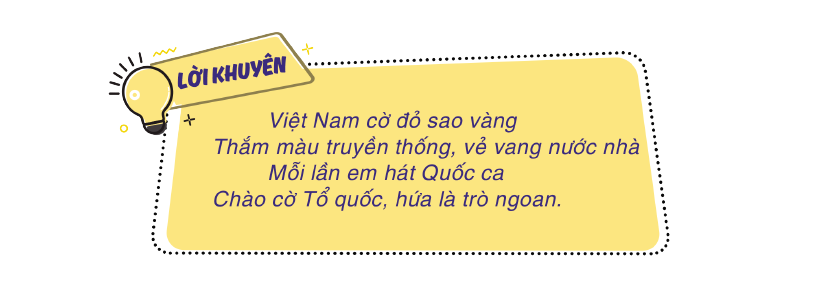 LỜI KHUYÊN
Việt Nam cờ đỏ sao vàng
Thắm màu truyền thống, vẻ vang nước nhà
Mỗi lần em hát Quốc ca
Chào cờ Tổ quốc, hứa là trò ngoan.